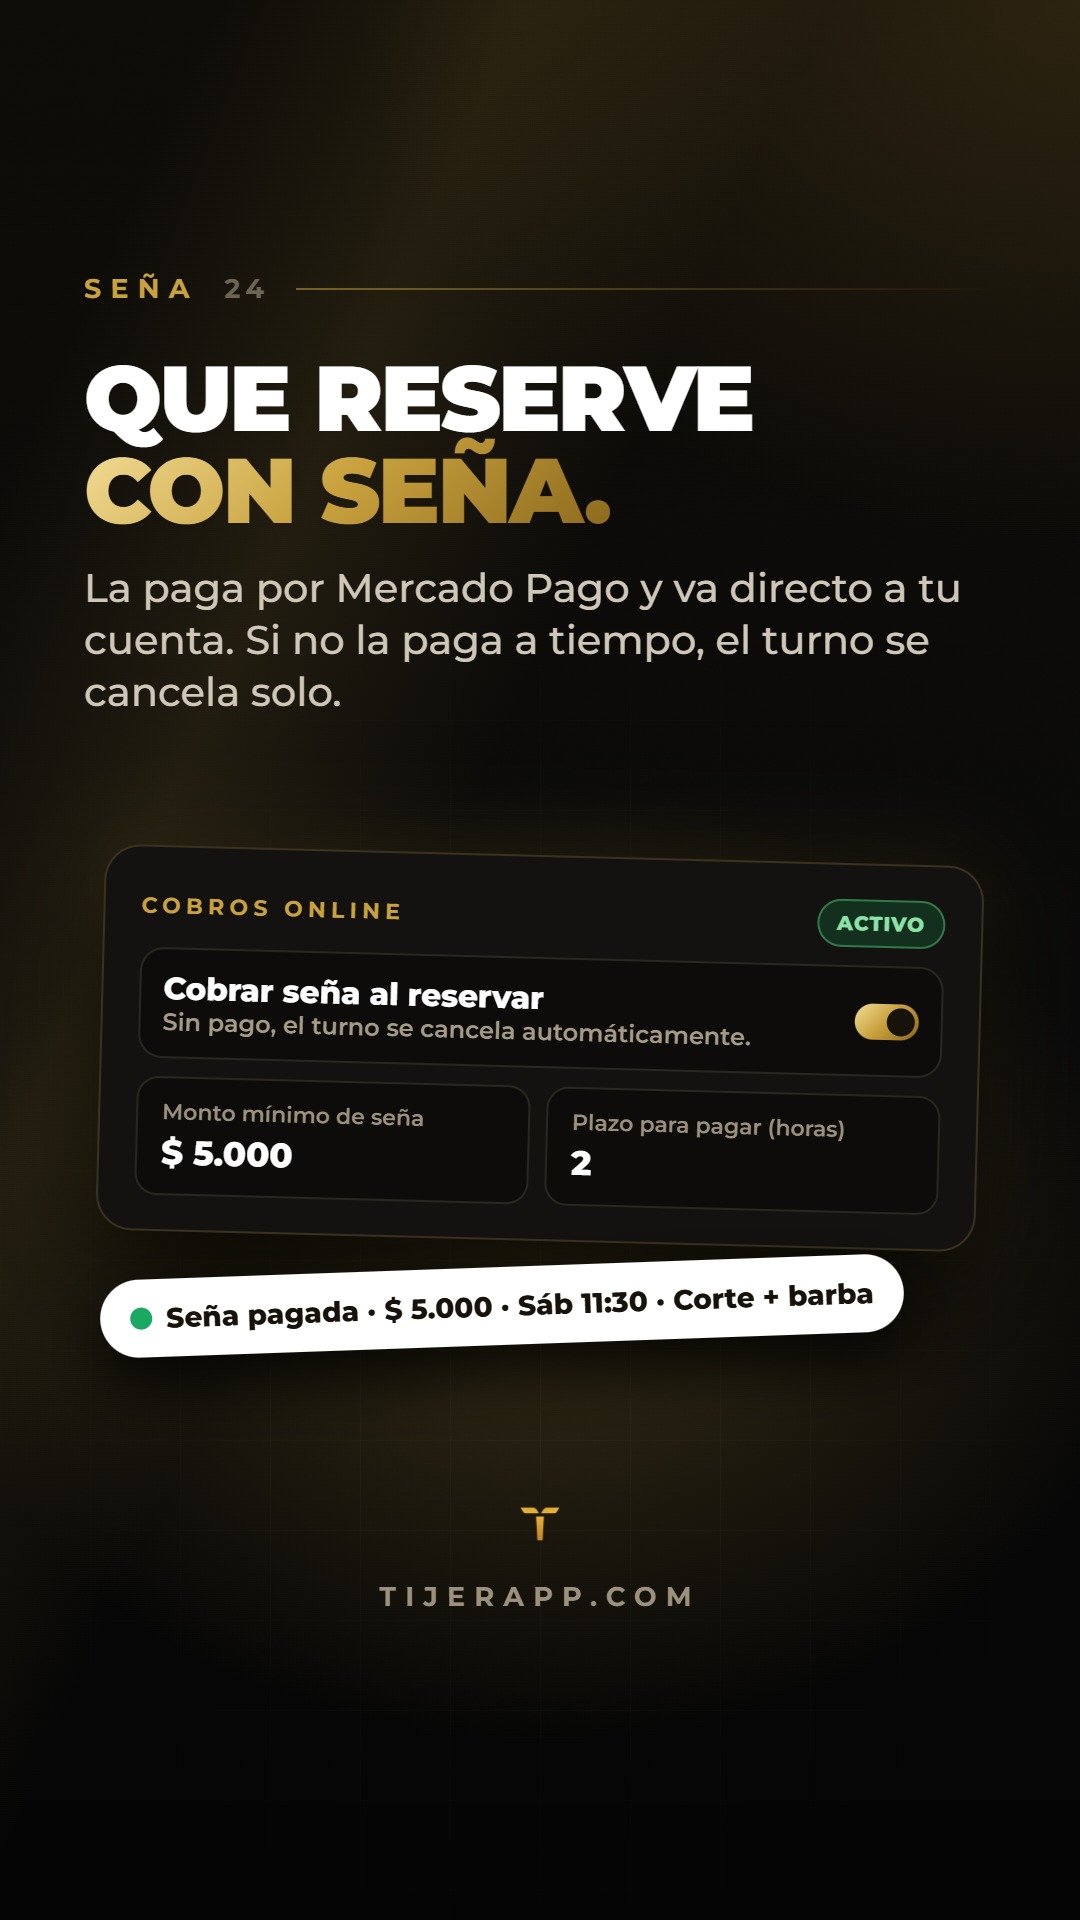 SEÑA 24
QUE RESERVE
CON SEÑA.
La paga por Mercado Pago y va directo a tu
cuenta. Si no la paga a tiempo, el turno se
cancela solo.
COBROS ONLINE
ACTIVO
Cobrar seña al reservar
Sin pago, el turno se cancela automáticamente.
Monto mínimo de seña
$ 5.000
Plazo para pagar (horas)
2
Seña pagada · $ 5.000 · Sáb 11:30 · Corte + barba
TIJERAPP.COM